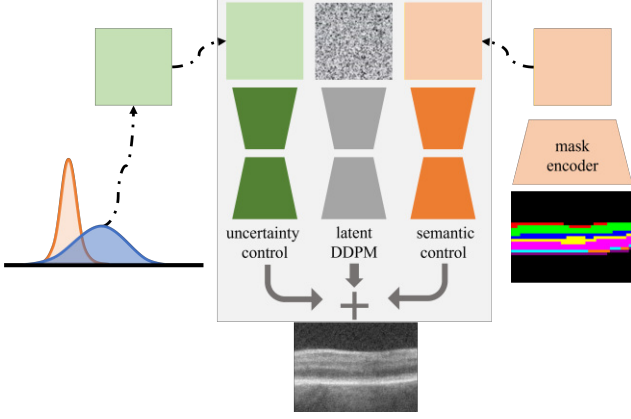 mask
encoder
uncertainty
control
latent
DDPM
semantic
control